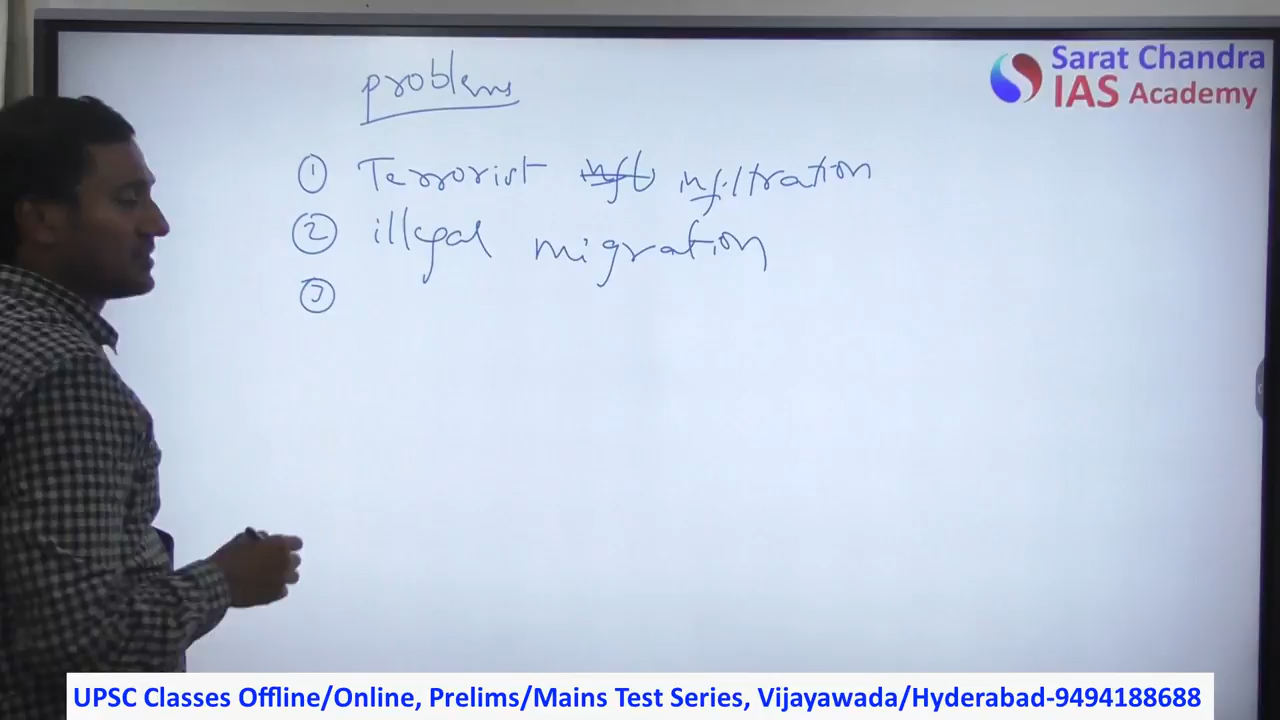 problems
Sarat Chandra
IAS Academy
① Terrorist infiltration
② illegal migration
③
UPSC Classes Offline/Online, Prelims/Mains Test Series, Vijayawada/Hyderabad-9494188688